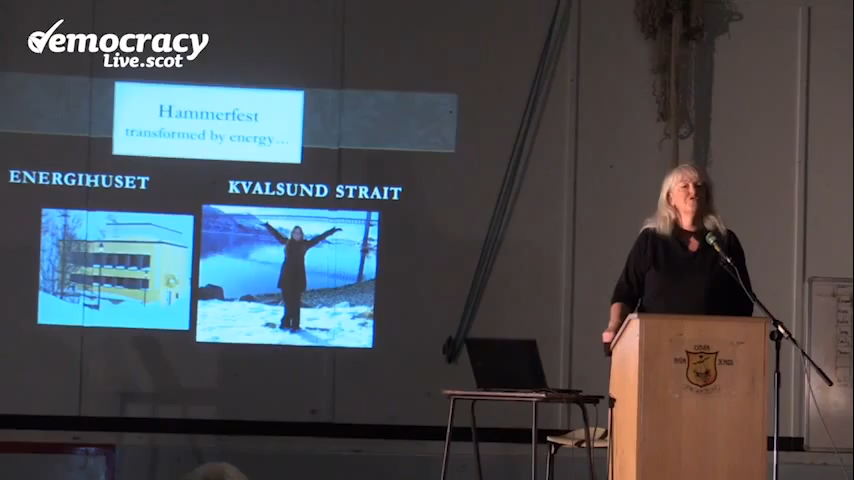 democracy
Live.scot
Hammerfest
transformed by energy...
ENERGIHUSET
KVALSUND STRAIT